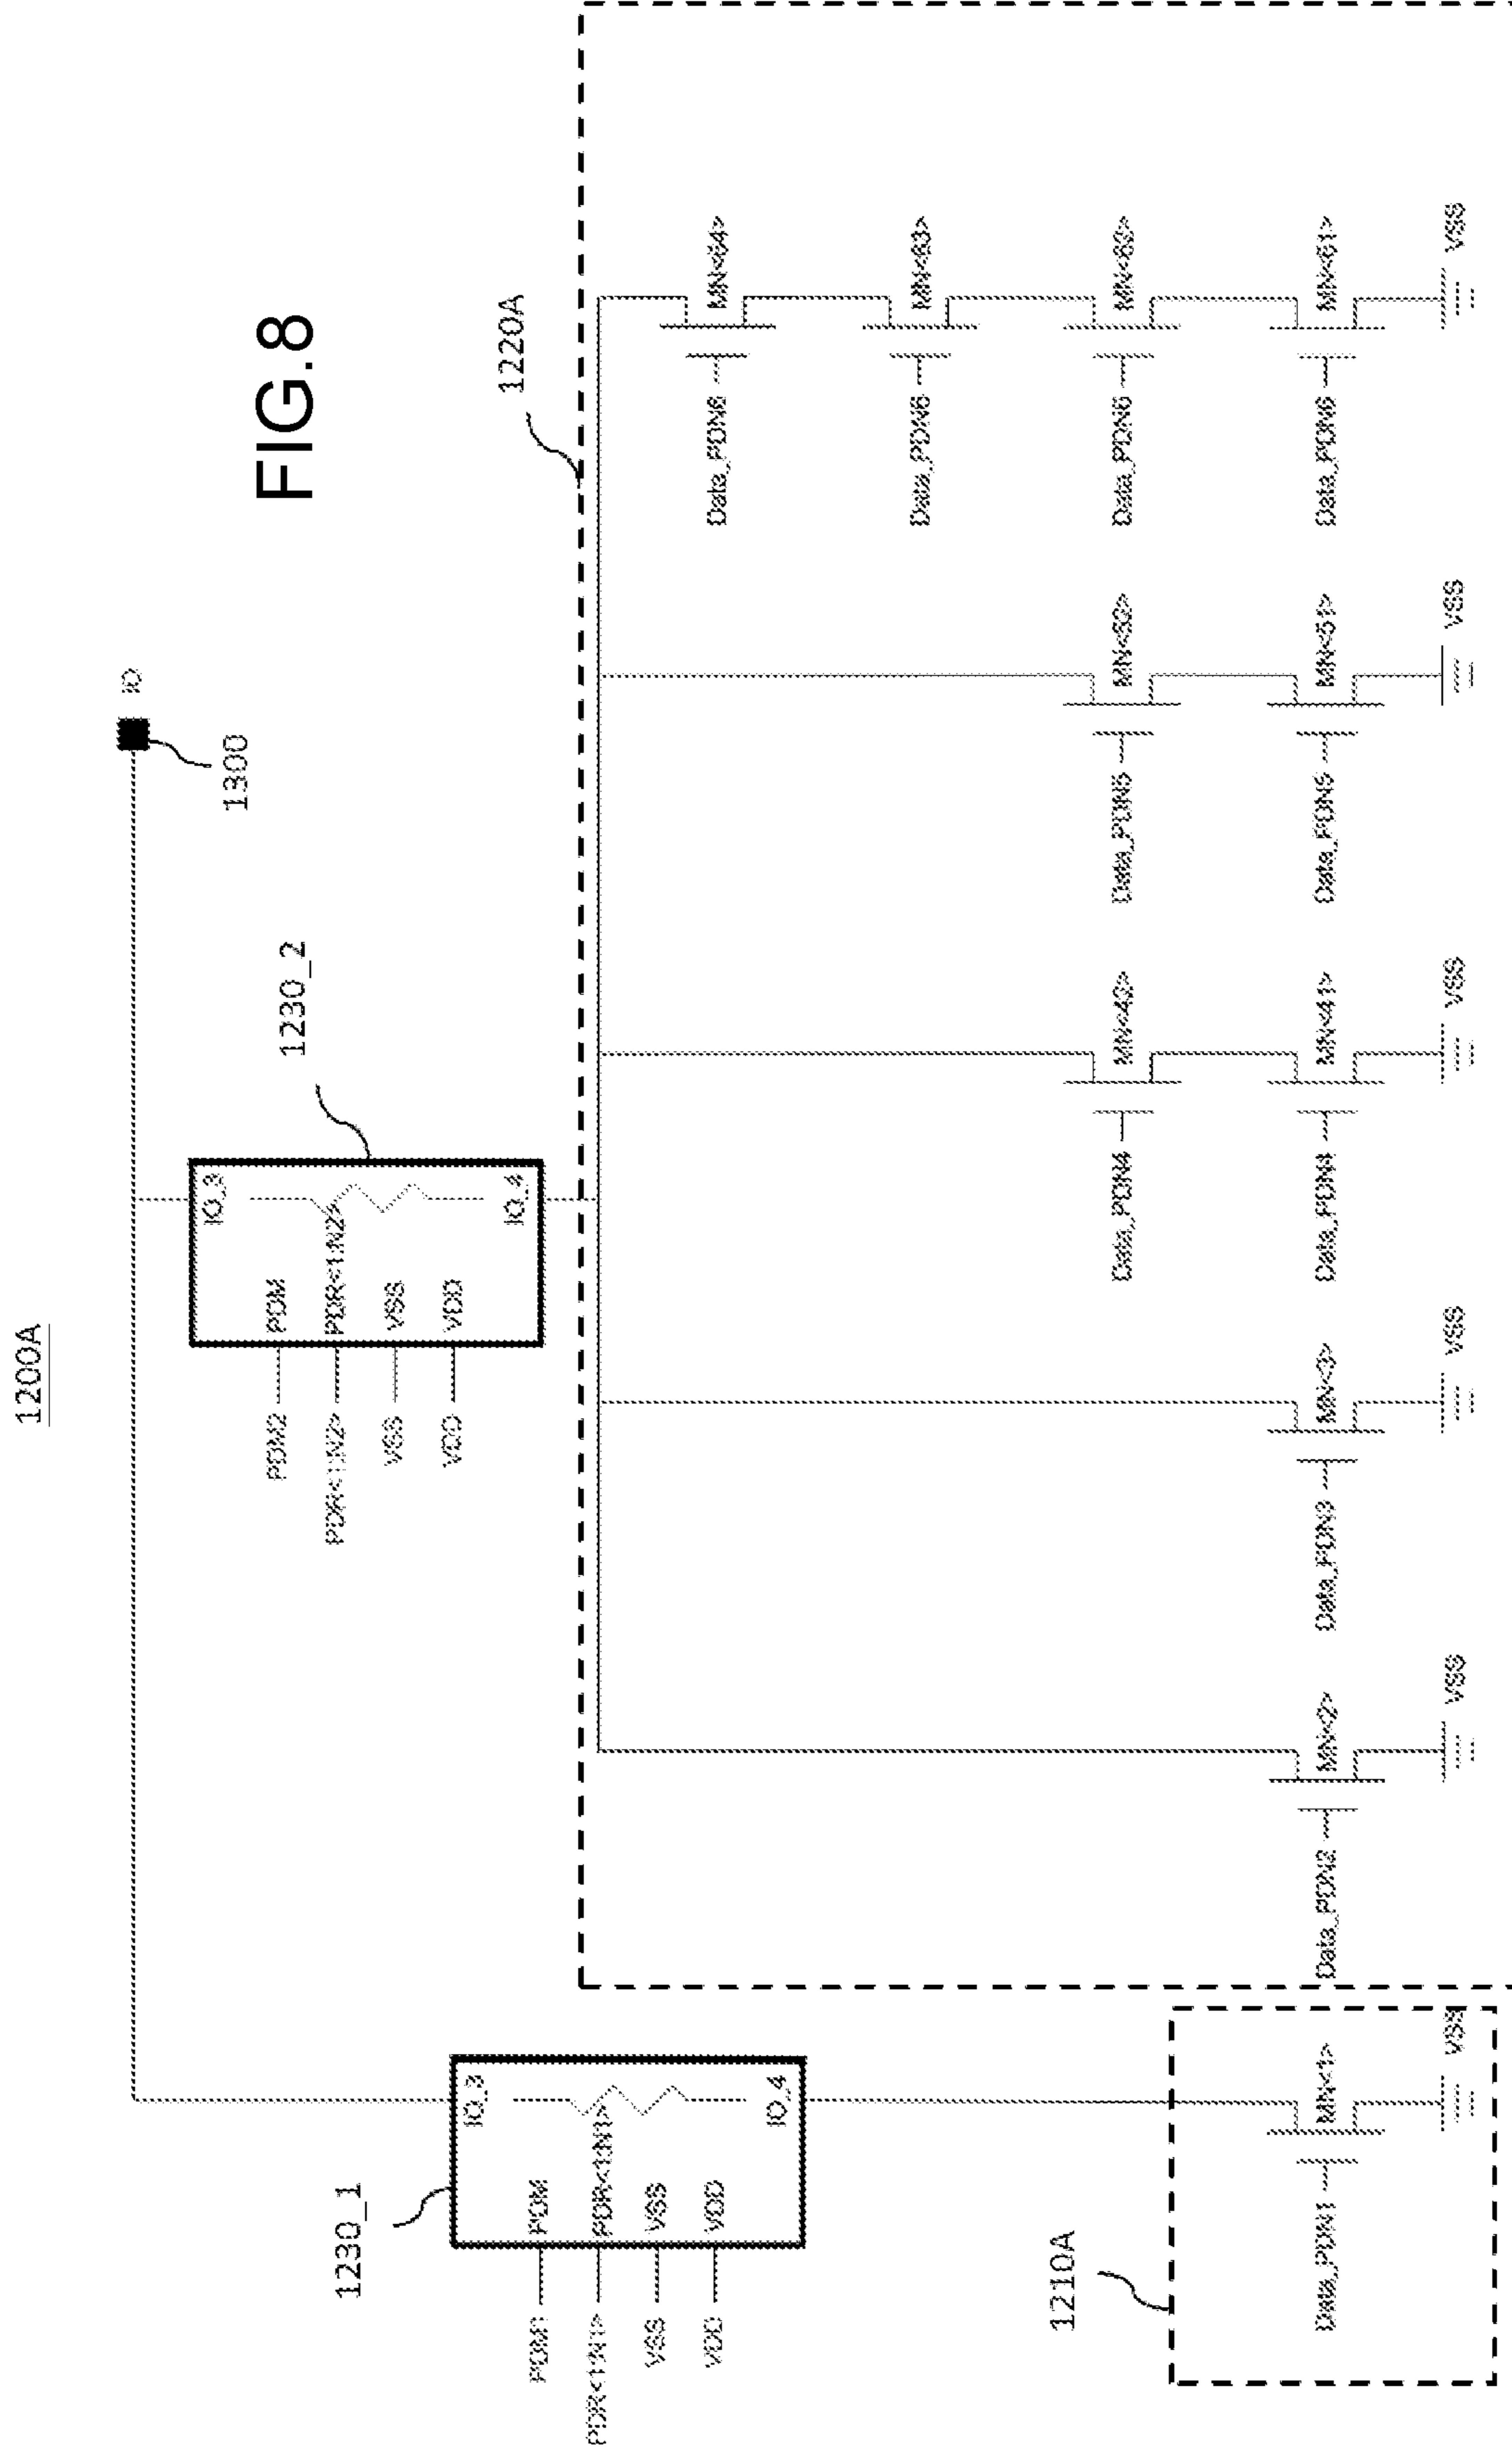 1200A
FIG.8
IO
1300
1230_2
IO_3
PDM2
PDM
PDR<1:N2>
PDR<1:N2>
VSS
VSS
VDD
VDD
IO_4
1220A
1230_1
IO_3
PDM1
PDM
PDR<1:N1>
PDR<1:N1>
VSS
VSS
VDD
VDD
IO_4
Data_PDN6
MN<64>
Data_PDN6
MN<63>
Data_PDN4
MN<42>
Data_PDN5
MN<52>
Data_PDN6
MN<62>
1210A
Data_PDN1
MN<1>
Data_PDN2
MN<2>
Data_PDN3
MN<3>
Data_PDN4
MN<41>
Data_PDN5
MN<51>
Data_PDN6
MN<61>
VSS
VSS
VSS
VSS
VSS
VSS